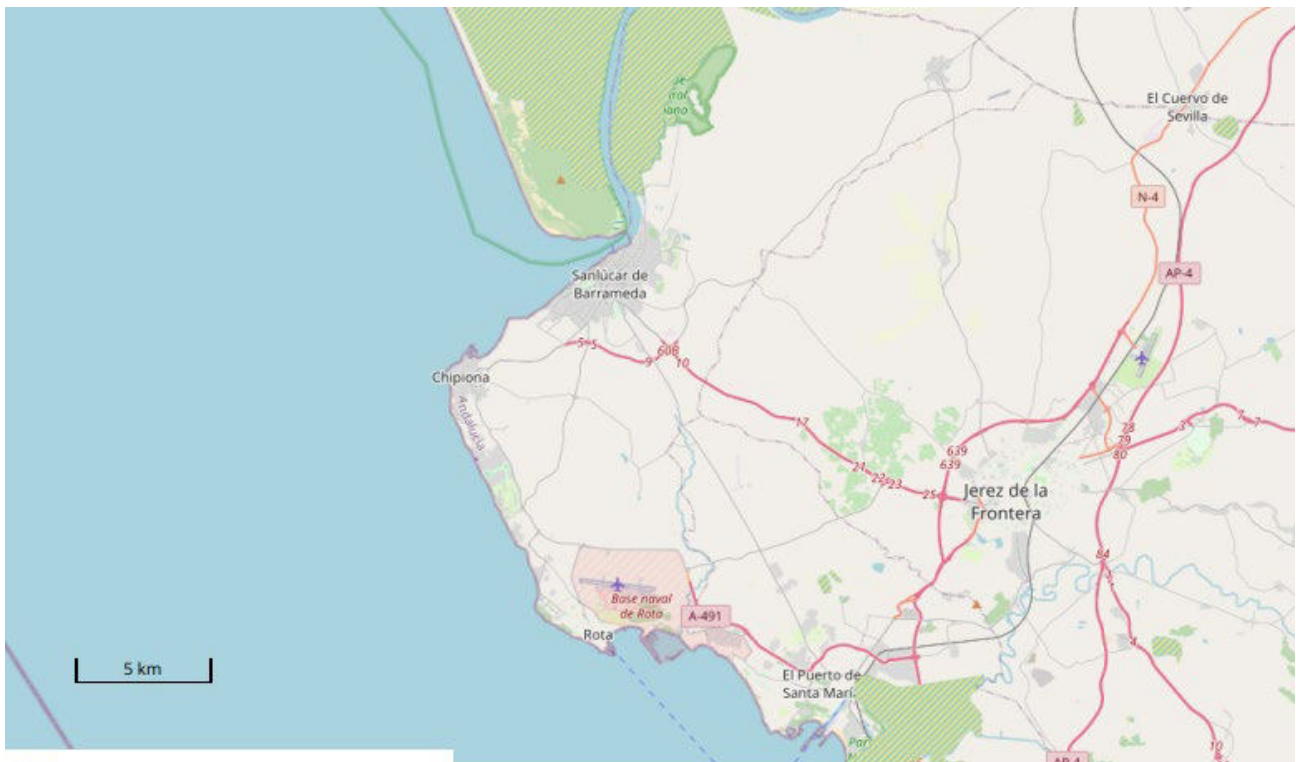 El Cuervo de
Sevilla
N-4
AP-4
Sanlúcar de
Barrameda
5
5
9
608
10
Chipiona
Andalucía
17
21
22
23
25
639
639
78
79
80
3
7
7
Jerez de la
Frontera
84
Base naval
de Rota
A-491
Rota
4
5 km
El Puerto de
Santa Marí
10
AP-4